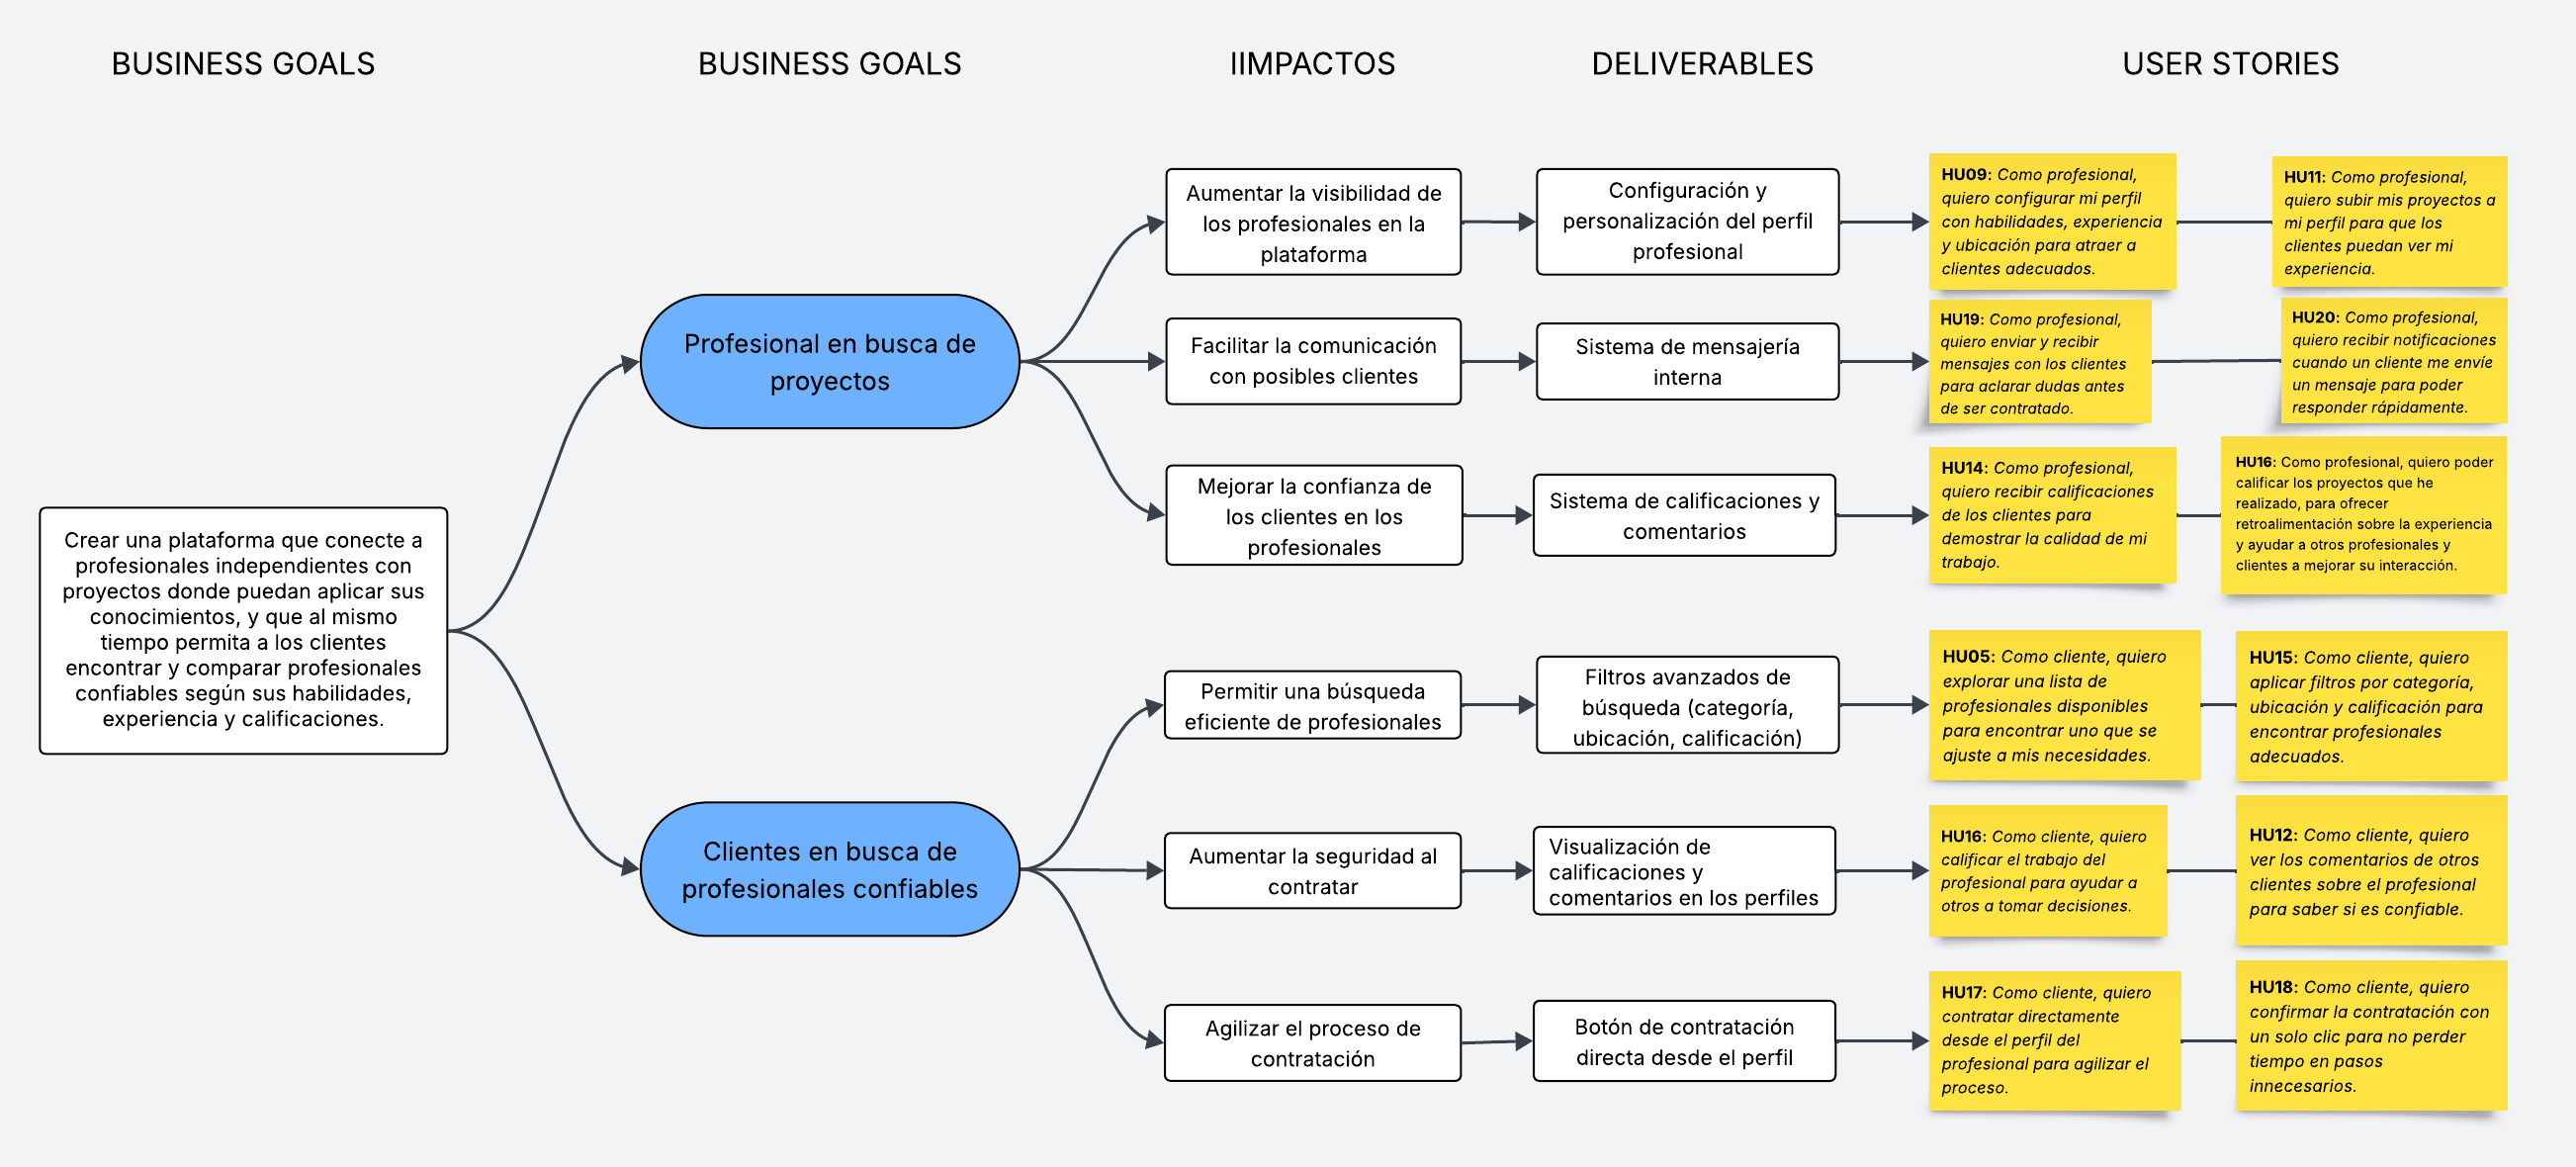 BUSINESS GOALS
BUSINESS GOALS
IIMPACTOS
DELIVERABLES
USER STORIES
Crear una plataforma que conecte a
profesionales independientes con
proyectos donde puedan aplicar sus
conocimientos, y que al mismo
tiempo permita a los clientes
encontrar y comparar profesionales
confiables según sus habilidades,
experiencia y calificaciones.
Profesional en busca de
proyectos
Aumentar la visibilidad de
los profesionales en la
plataforma
Configuración y
personalización del perfil
profesional
HU09: Como profesional,
quiero configurar mi perfil
con habilidades, experiencia
y ubicación para atraer a
clientes adecuados.
HU11: Como profesional,
quiero subir mis proyectos a
mi perfil para que los
clientes puedan ver mi
experiencia.
Facilitar la comunicación
con posibles clientes
Sistema de mensajería
interna
HU19: Como profesional,
quiero enviar y recibir
mensajes con los clientes
para aclarar dudas antes
de ser contratado.
HU20: Como profesional,
quiero recibir notificaciones
cuando un cliente me envíe
un mensaje para poder
responder rápidamente.
Mejorar la confianza de
los clientes en los
profesionales
Sistema de calificaciones y
comentarios
HU14: Como profesional,
quiero recibir calificaciones
de los clientes para
demostrar la calidad de mi
trabajo.
HU16: Como profesional, quiero poder
calificar los proyectos que he
realizado, para ofrecer
retroalimentación sobre la experiencia
y ayudar a otros profesionales y
clientes a mejorar su interacción.
Clientes en busca de
profesionales confiables
Permitir una búsqueda
eficiente de profesionales
Filtros avanzados de
búsqueda (categoría,
ubicación, calificación)
HU05: Como cliente, quiero
explorar una lista de
profesionales disponibles
para encontrar uno que se
ajuste a mis necesidades.
HU15: Como cliente, quiero
aplicar filtros por categoría,
ubicación y calificación para
encontrar profesionales
adecuados.
Aumentar la seguridad al
contratar
Visualización de
calificaciones y
comentarios en los perfiles
HU16: Como cliente, quiero
calificar el trabajo del
profesional para ayudar a
otros a tomar decisiones.
HU12: Como cliente, quiero
ver los comentarios de otros
clientes sobre el profesional
para saber si es confiable.
Agilizar el proceso de
contratación
Botón de contratación
directa desde el perfil
HU17: Como cliente, quiero
contratar directamente
desde el perfil del
profesional para agilizar el
proceso.
HU18: Como cliente, quiero
confirmar la contratación con
un solo clic para no perder
tiempo en pasos
innecesarios.